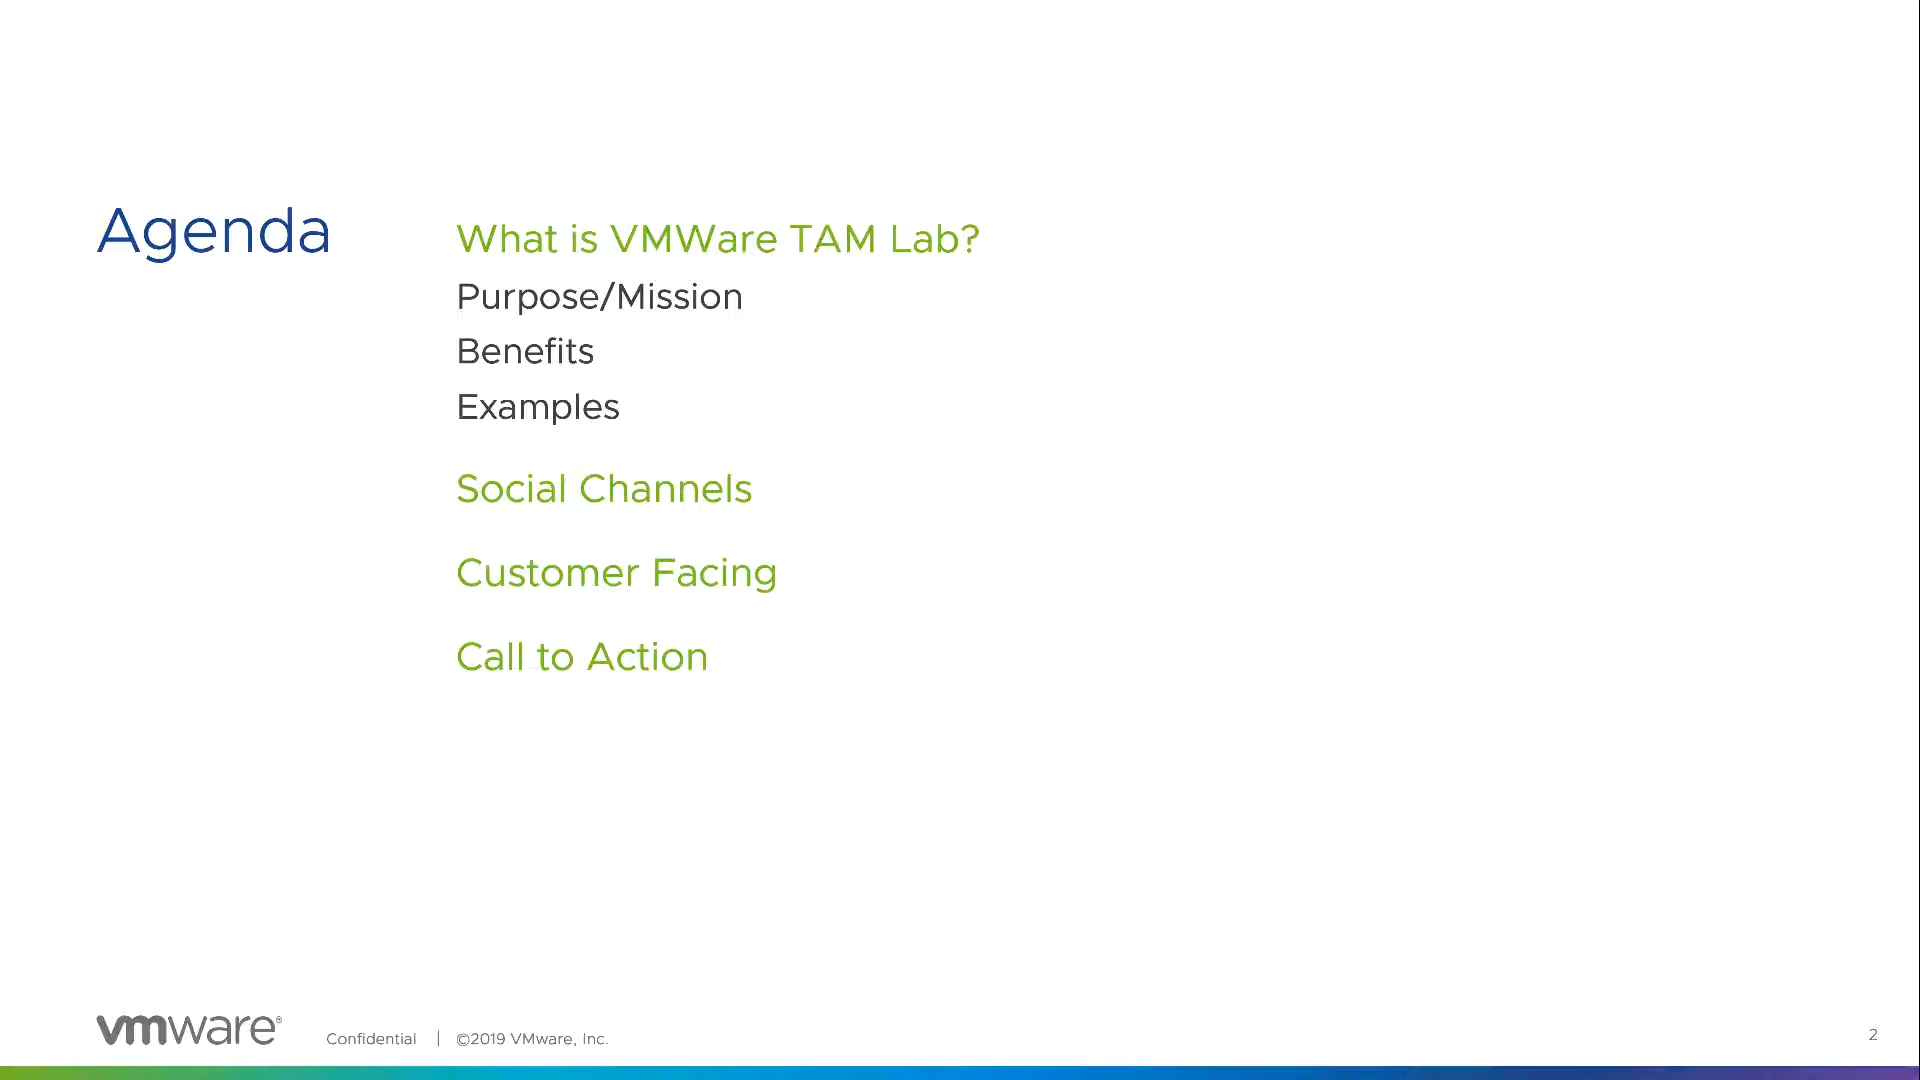 Agenda
What is VMWare TAM Lab?
Purpose/Mission
Benefits
Examples
Social Channels
Customer Facing
Call to Action
vmware®
Confidential | ©2019 VMware, Inc.
2